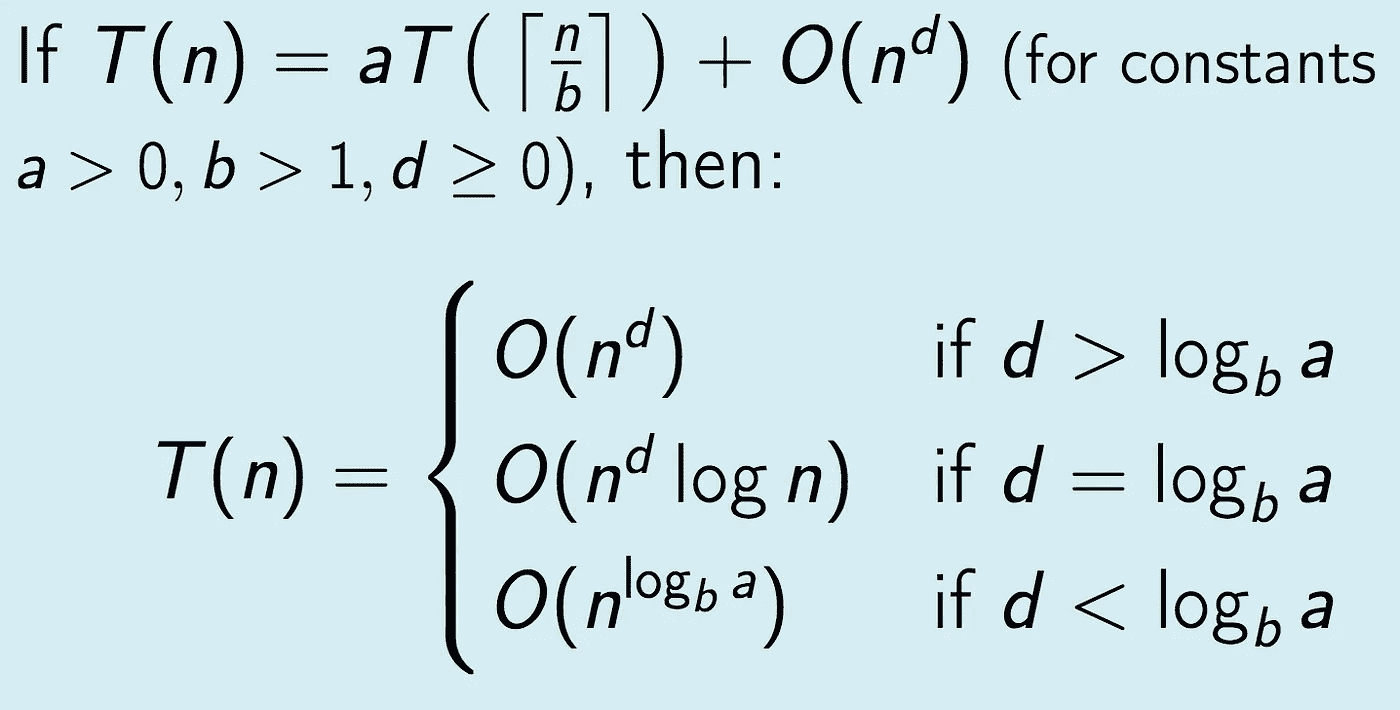 If T(n) = aT(⌈n/b⌉) + O(n^d) (for constants
a > 0, b > 1, d ≥ 0), then:
T(n) = {
O(n^d) if d > log_b a
O(n^d log n) if d = log_b a
O(n^{log_b a}) if d < log_b a